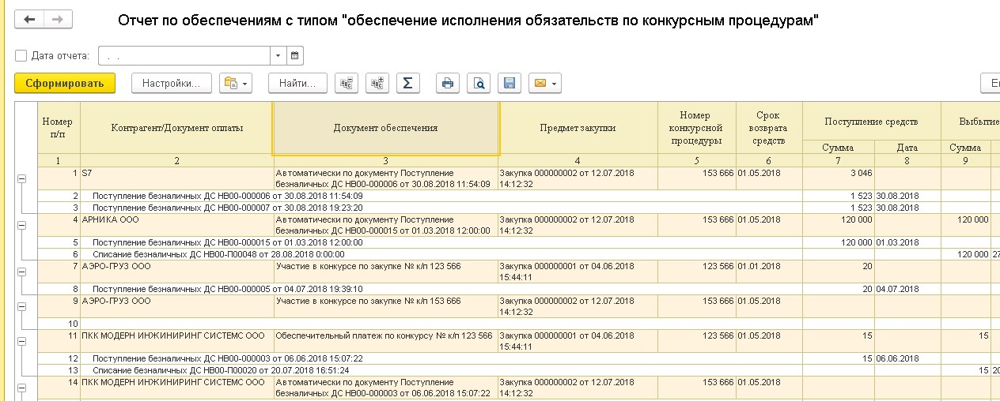 Отчет по обеспечениям с типом "обеспечение исполнения обязательств по конкурсным процедурам"
Дата отчета: . .
Сформировать Настройки... Найти...
Номер п/п Контрагент/Документ оплаты Документ обеспечения Предмет закупки Номер конкурсной процедуры Срок возврата средств Поступление средств Выбытие
Сумма Дата Сумма
1 2 3 4 5 6 7 8 9
1 S7 Автоматически по документу Поступление Закупка 000000002 от 12.07.2018 153 666 01.05.2018 3 046
безналичных ДС НВ00-000006 от 30.08.2018 11:54:09 14:12:32
2 Поступление безналичных ДС НВ00-000006 от 30.08.2018 11:54:09 1 523 30.08.2018
3 Поступление безналичных ДС НВ00-000007 от 30.08.2018 19:23:20 1 523 30.08.2018
4 АРНИКА ООО Автоматически по документу Поступление Закупка 000000002 от 12.07.2018 153 666 01.05.2018 120 000 120 000
безналичных ДС НВ00-000015 от 01.03.2018 12:00:00 14:12:32
5 Поступление безналичных ДС НВ00-000015 от 01.03.2018 12:00:00 120 000 01.03.2018
6 Списание безналичных ДС НВ00-П00048 от 28.08.2018 0:00:00 120 000 27
7 АЭРО-ГРУЗ ООО Участие в конкурсе по закупке № к/п 123 566 Закупка 000000001 от 04.06.2018 123 566 01.01.2018 20
15:44:11
8 Поступление безналичных ДС НВ00-000005 от 04.07.2018 19:39:10 20 04.07.2018
9 АЭРО-ГРУЗ ООО Участие в конкурсе по закупке № к/п 153 666 Закупка 000000002 от 12.07.2018 153 666 01.05.2018
14:12:32
10
11 ПКК МОДЕРН ИНЖИНИРИНГ СИСТЕМС ООО Обеспечительный платеж по конкурсу № к/п 123 566 Закупка 000000001 от 04.06.2018 123 566 01.05.2018 15 15
15:44:11
12 Поступление безналичных ДС НВ00-000003 от 06.06.2018 15:07:22 15 06.06.2018
13 Списание безналичных ДС НВ00-П00020 от 20.07.2018 16:51:24 15 20
14 ПКК МОДЕРН ИНЖИНИРИНГ СИСТЕМС ООО Автоматически по документу Поступление Закупка 000000002 от 12.07.2018 153 666 01.05.2018
безналичных ДС НВ00-000003 от 06.06.2018 15:07:22 14:12:32